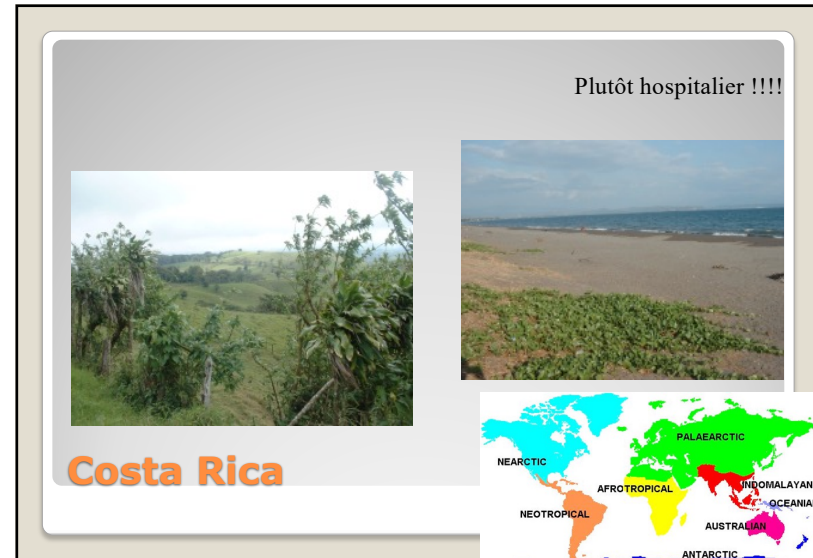 Plutôt hospitalier !!!!
Costa Rica
PALAEARCTIC
NEARCTIC
AFROTROPICAL
INDOMALAYAN
OCEANIA
NEOTROPICAL
AUSTRALIAN
ANTARCTIC